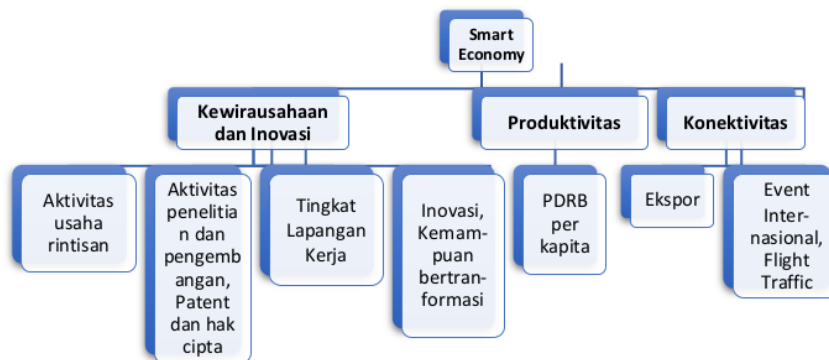 Smart
Economy
Kewirausahaan
dan Inovasi
Produktivitas
Konektivitas
Aktivitas
usaha
rintisan
Aktivitas
penelitia
n dan
pengemb
angan,
Patent
dan hak
cipta
Tingkat
Lapangan
Kerja
Inovasi,
Kemam-
puan
bertran-
formasi
PDRB
per
kapita
Ekspor
Event
Inter-
nasional,
Flight
Traffic